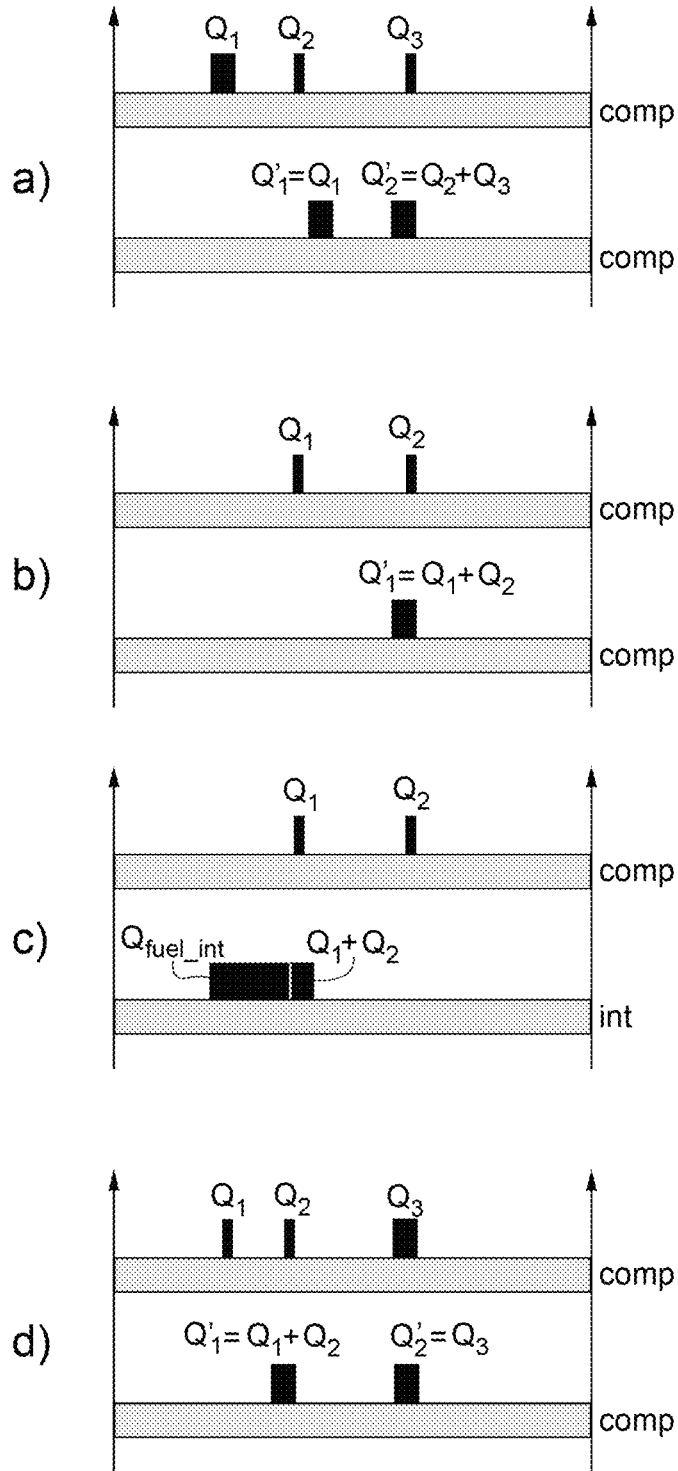 Q1 Q2 Q3
comp
a)
Q'1=Q1 Q'2=Q2+Q3
comp
Q1 Q2
comp
b)
Q'1=Q1+Q2
comp
Q1 Q2
comp
c)
Qfuel_int Q1+Q2
int
Q1 Q2 Q3
comp
d)
Q'1=Q1+Q2 Q'2=Q3
comp